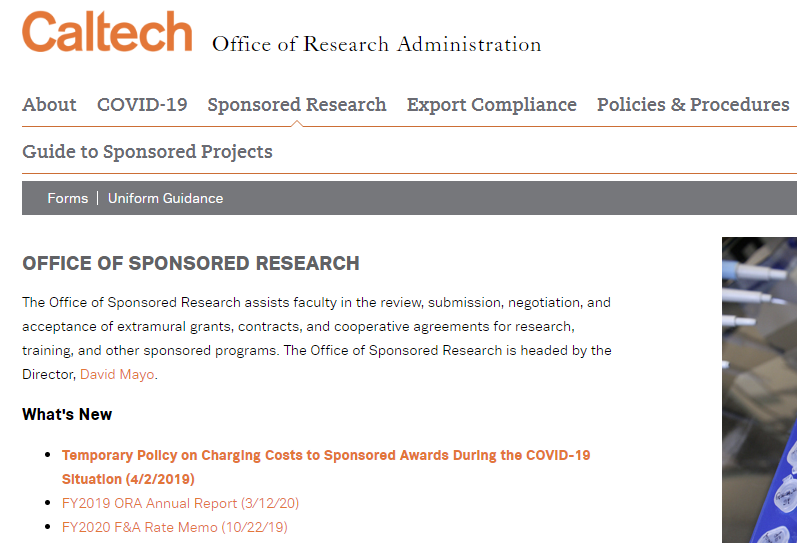 Caltech Office of Research Administration
About COVID-19 Sponsored Research Export Compliance Policies & Procedures
Guide to Sponsored Projects
Forms | Uniform Guidance
OFFICE OF SPONSORED RESEARCH
The Office of Sponsored Research assists faculty in the review, submission, negotiation, and
acceptance of extramural grants, contracts, and cooperative agreements for research,
training, and other sponsored programs. The Office of Sponsored Research is headed by the
Director, David Mayo.
What's New
• Temporary Policy on Charging Costs to Sponsored Awards During the COVID-19
Situation (4/2/2019)
• FY2019 ORA Annual Report (3/12/20)
• FY2020 F&A Rate Memo (10/22/19)